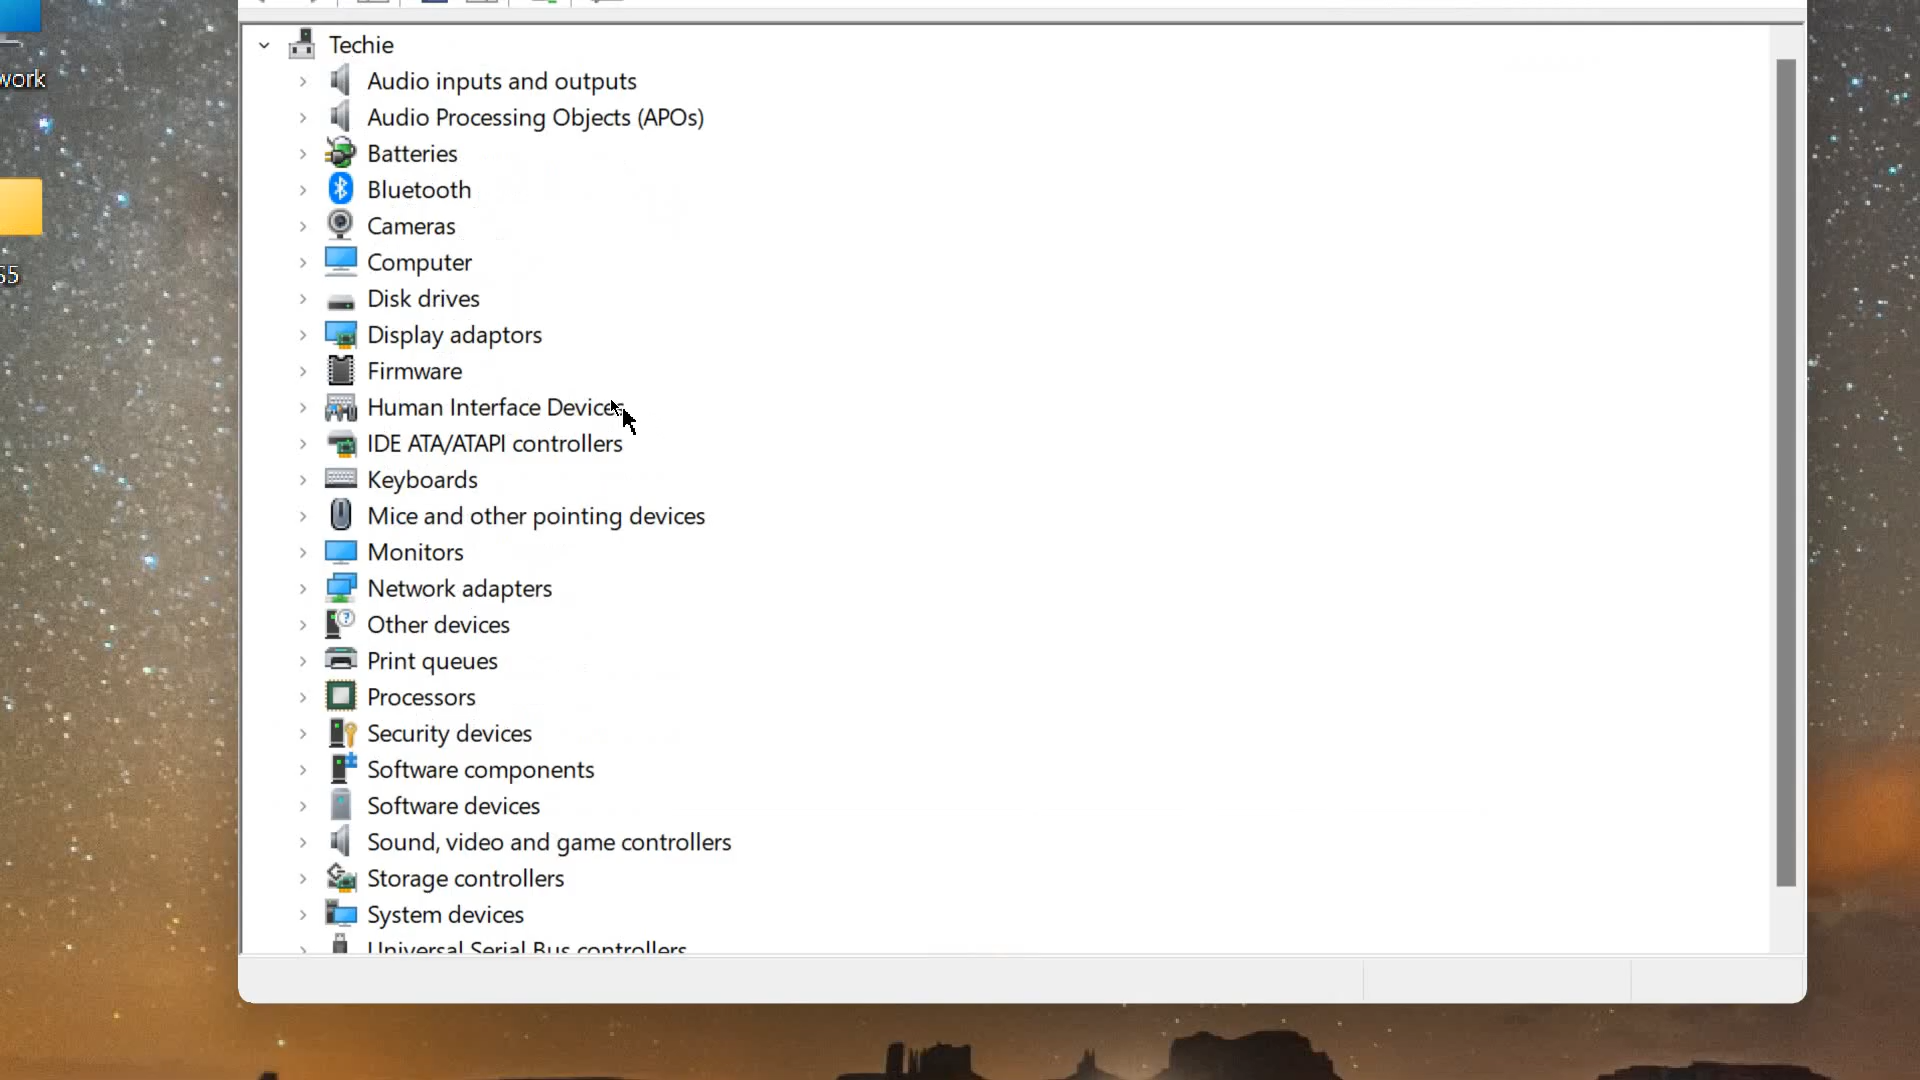 work
S5
Techie
Audio inputs and outputs
Audio Processing Objects (APOs)
Batteries
Bluetooth
Cameras
Computer
Disk drives
Display adaptors
Firmware
Human Interface Devices
IDE ATA/ATAPI controllers
Keyboards
Mice and other pointing devices
Monitors
Network adapters
Other devices
Print queues
Processors
Security devices
Software components
Software devices
Sound, video and game controllers
Storage controllers
System devices
Universal Serial Bus controllers